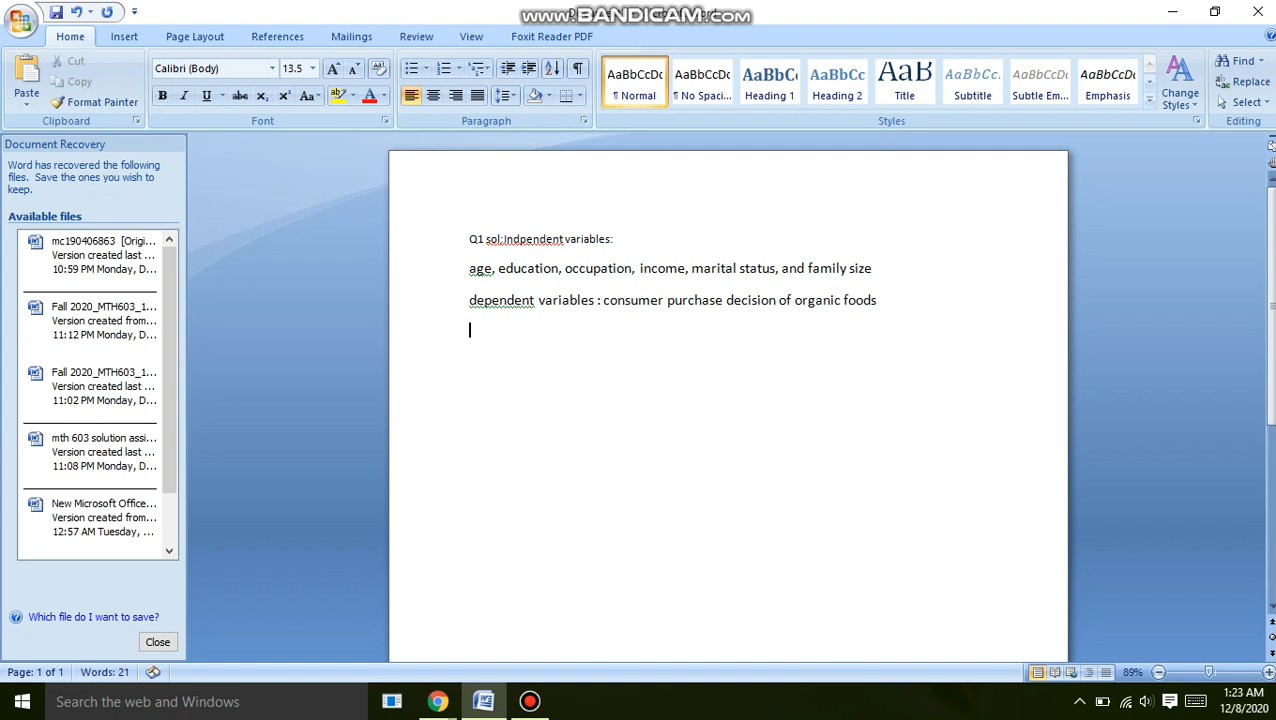 www.BANDICAM.com
Home
Insert
Page Layout
References
Mailings
Review
View
Foxit Reader PDF
Paste
Cut
Copy
Format Painter
Clipboard
Calibri (Body)
13.5
Font
Paragraph
AaBbCcDc
¶ Normal
AaBbCcDc
¶ No Spaci...
AaBbCc
Heading 1
AaBbCc
Heading 2
AaB
Title
AaBbCc.
Subtitle
AaBbCcDc
Subtle Em...
AaBbCcDc
Emphasis
Change
Styles
Styles
Find
Replace
Select
Editing
Document Recovery
Word has recovered the following
files. Save the ones you wish to
keep.
Available files
mc190406863 [Origi...
Version created last ...
10:59 PM Monday, D...
Fall 2020_MTH603_1...
Version created from...
11:12 PM Monday, D...
Fall 2020_MTH603_1...
Version created last ...
11:02 PM Monday, D...
mth 603 solution assi...
Version created last ...
11:08 PM Monday, D...
New Microsoft Office...
Version created from...
12:57 AM Tuesday, ...
Which file do I want to save?
Close
Q1 sol:Indpendent variables:
age, education, occupation, income, marital status, and family size
dependent variables : consumer purchase decision of organic foods
Page: 1 of 1
Words: 21
89%
Search the web and Windows
1:23 AM
12/8/2020